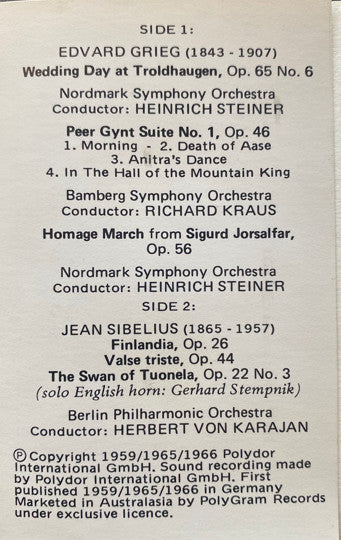 SIDE 1:
EDVARD GRIEG (1843 - 1907)
Wedding Day at Troldhaugen, Op. 65 No. 6
Nordmark Symphony Orchestra
Conductor: HEINRICH STEINER
Peer Gynt Suite No. 1, Op. 46
1. Morning - 2. Death of Aase
3. Anitra's Dance
4. In The Hall of the Mountain King
Bamberg Symphony Orchestra
Conductor: RICHARD KRAUS
Homage March from Sigurd Jorsalfar,
Op. 56
Nordmark Symphony Orchestra
Conductor: HEINRICH STEINER
SIDE 2:
JEAN SIBELIUS (1865 - 1957)
Finlandia, Op. 26
Valse triste, Op. 44
The Swan of Tuonela, Op. 22 No. 3
(solo English horn: Gerhard Stempnik)
Berlin Philharmonic Orchestra
Conductor: HERBERT VON KARAJAN
℗Copyright 1959/1965/1966 Polydor
International GmbH. Sound recording made
by Polydor International GmbH. First
published 1959/1965/1966 in Germany
Marketed in Australasia by PolyGram Records
under exclusive licence.